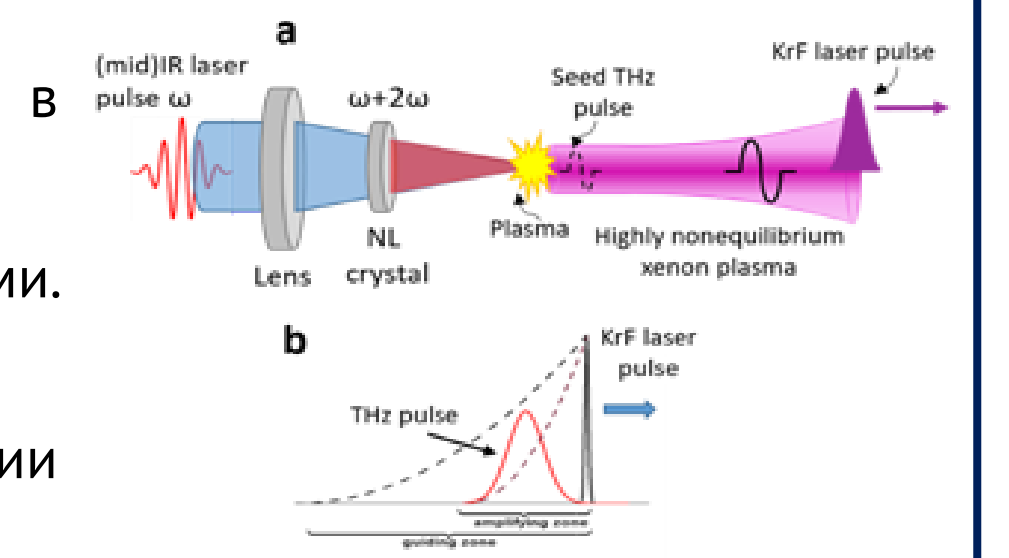 a
(mid)IR laser
pulse ω
ω+2ω
Seed THz
pulse
KrF laser pulse
в
NL
crystal
Lens
Plasma
Highly nonequilibrium
xenon plasma
ми.
b
KrF laser
pulse
THz pulse
ии
amplifying zone
guiding zone